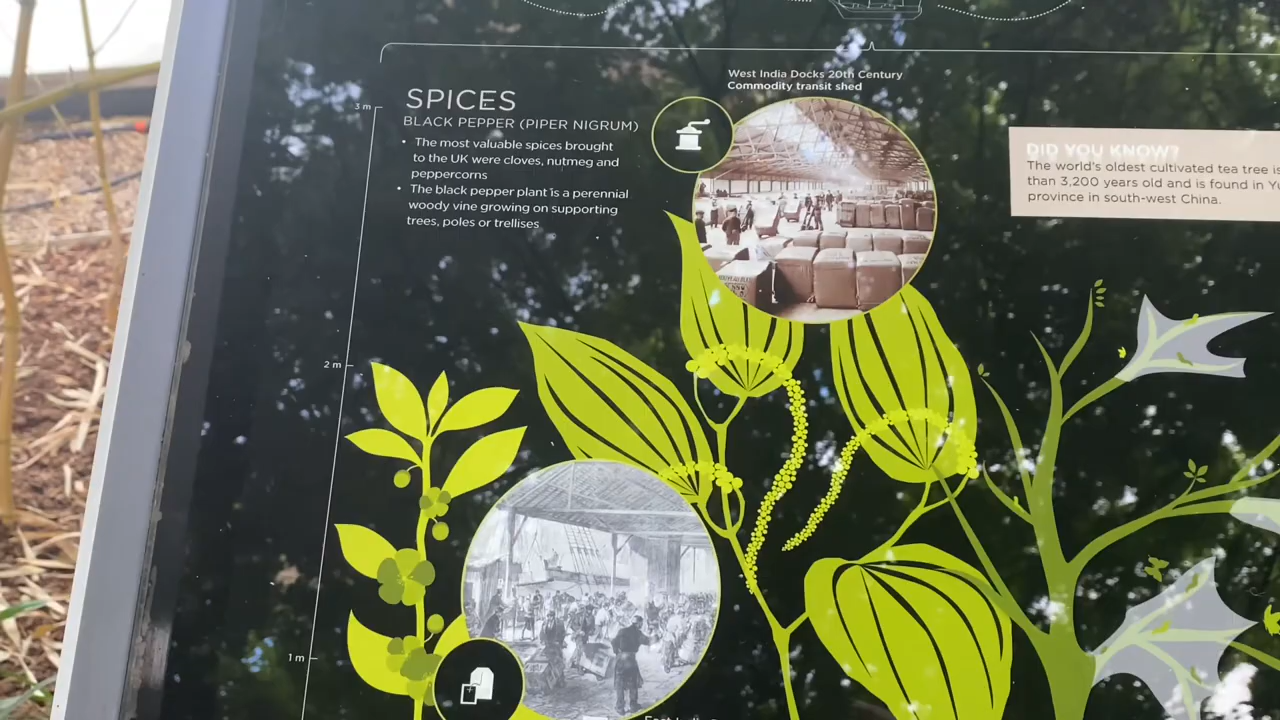 West India Docks 20th Century
Commodity transit shed
3 m
SPICES
BLACK PEPPER (PIPER NIGRUM)
• The most valuable spices brought
to the UK were cloves, nutmeg and
peppercorns
• The black pepper plant is a perennial
woody vine growing on supporting
trees, poles or trellises
DID YOU KNOW?
The world's oldest cultivated tea tree is
than 3,200 years old and is found in
province in south-west China.
2 m
1 m